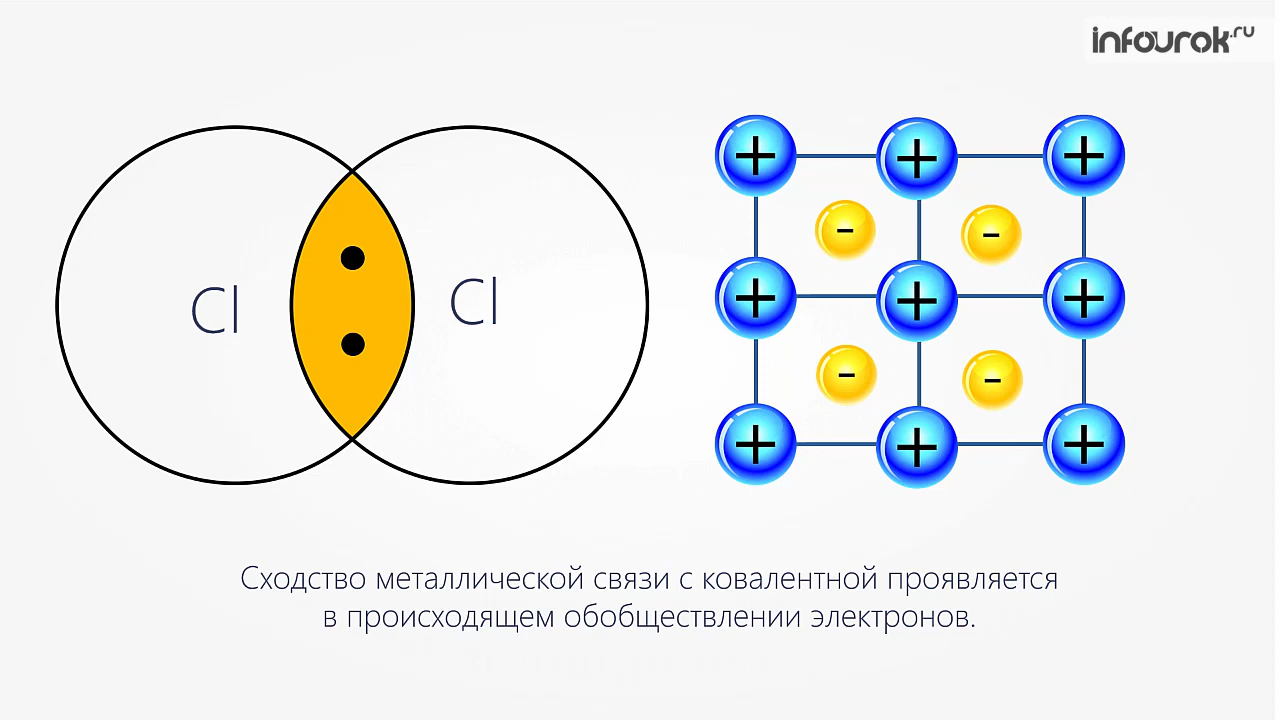 infourok.ru
Cl
Cl
+ + +
- -
+ + +
- -
+ + +
Сходство металлической связи с ковалентной проявляется
в происходящем обобществлении электронов.